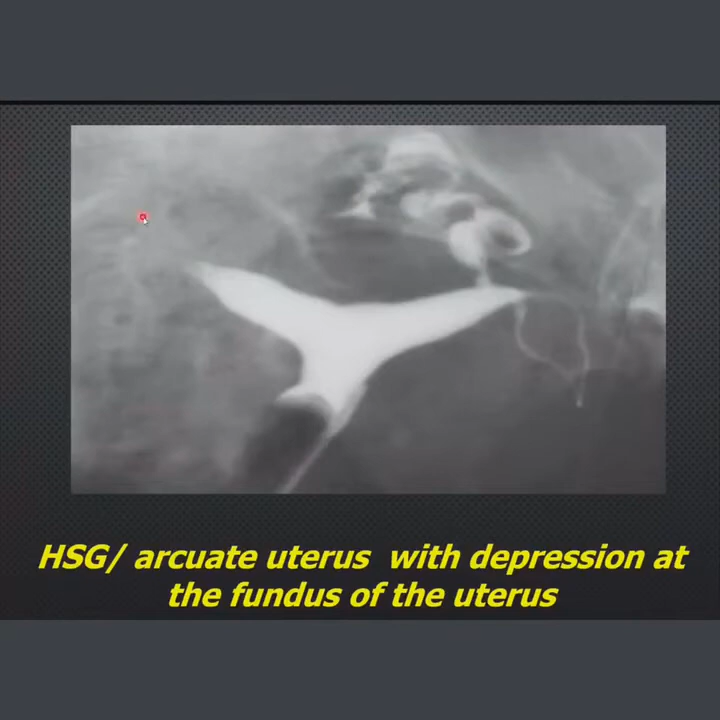 HSG/ arcuate uterus with depression at
the fundus of the uterus